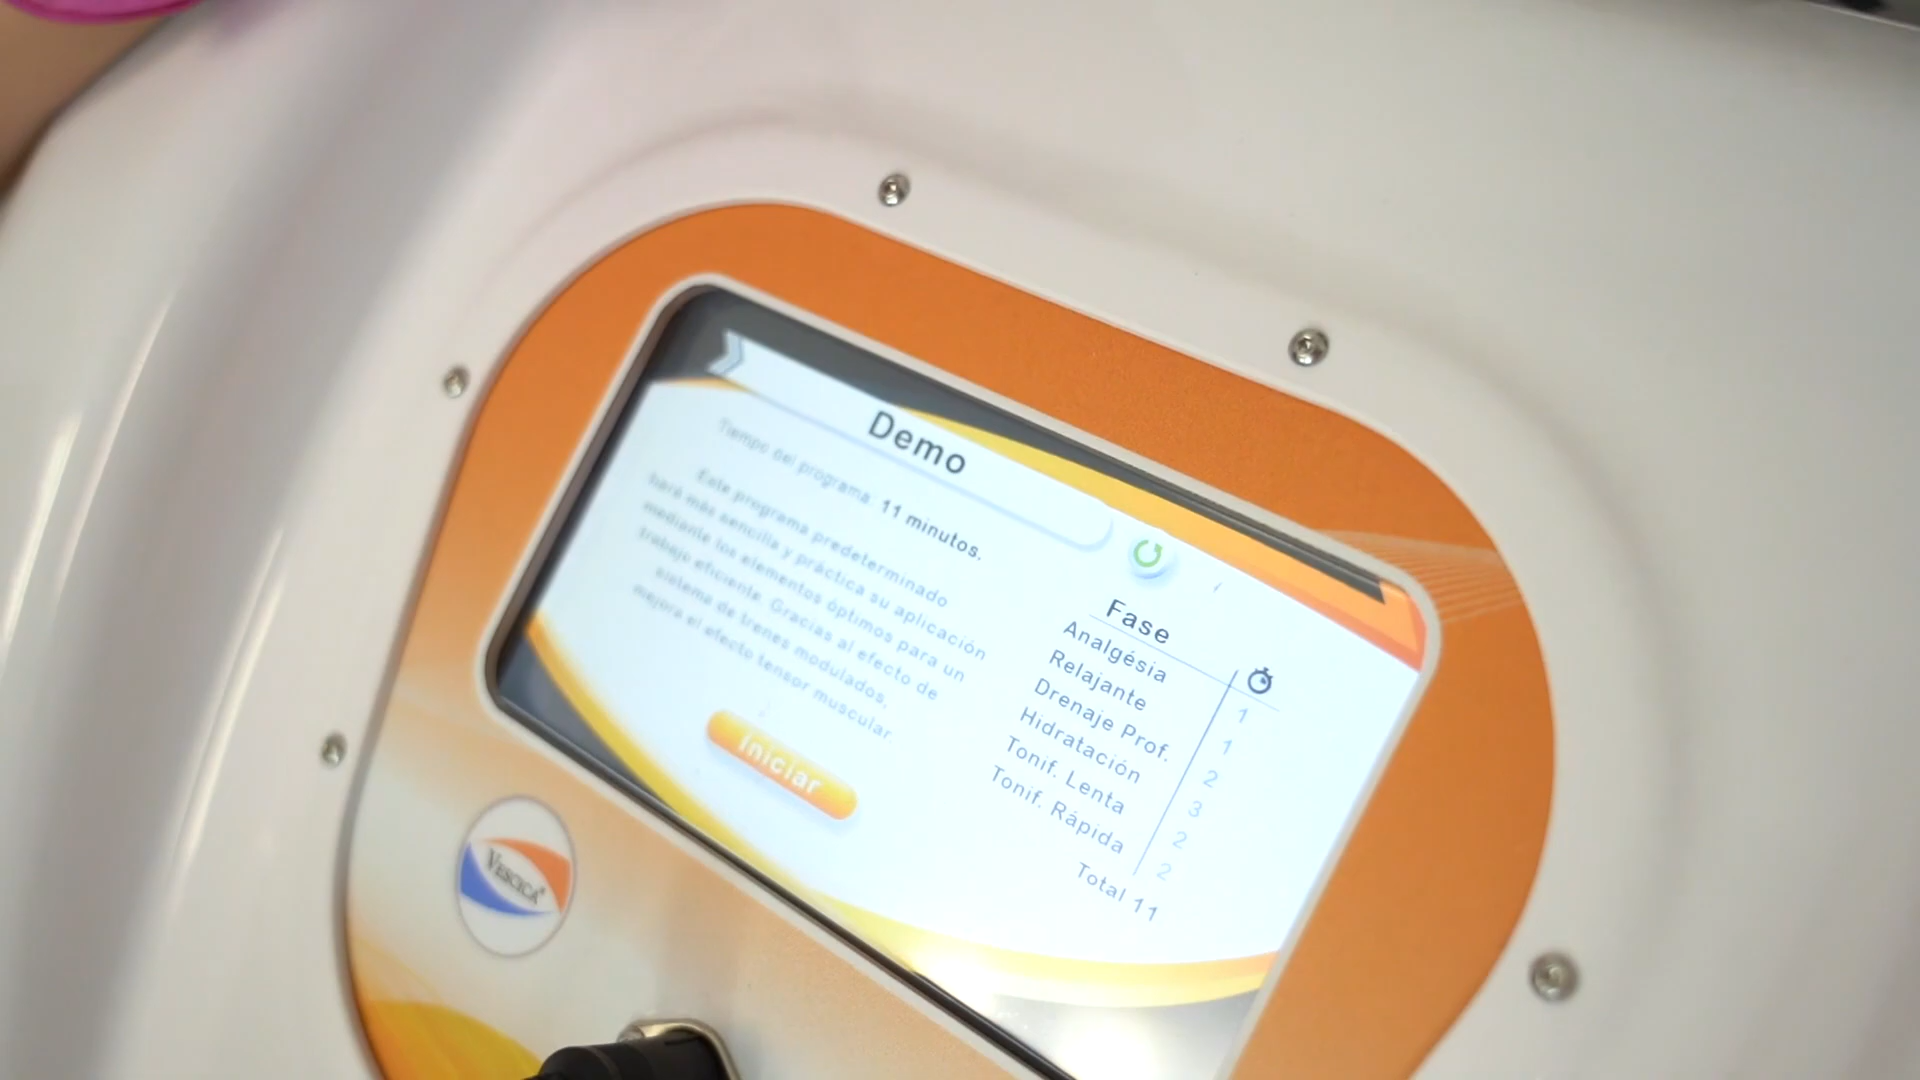 Demo
Tiempo del programa: 11 minutos.
Este programa predeterminado
hará más sencilla y práctica su aplicación
mediante los elementos óptimos para un
trabajo eficiente. Gracias al efecto de
sistema de trenes modulados,
mejora el efecto tensor muscular.
Iniciar
Fase
Analgésia 1
Relajante 1
Drenaje Prof. 2
Hidratación 3
Tonif. Lenta 2
Tonif. Rápida 2
Total 11
VESCICA®